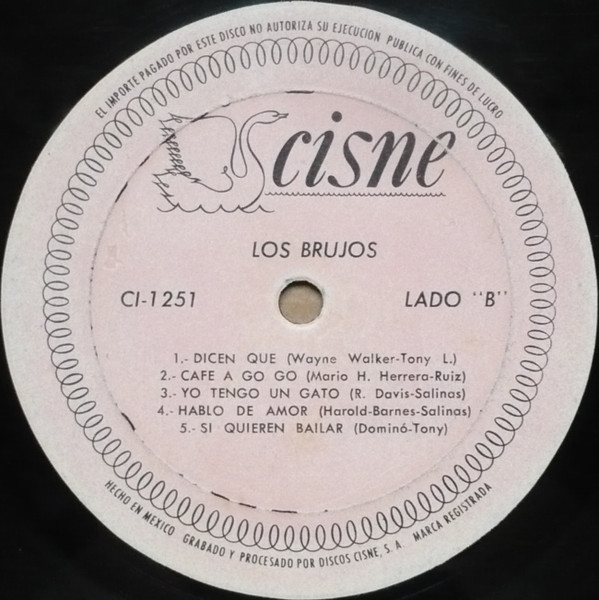 EL IMPORTE PAGADO POR ESTE DISCO NO AUTORIZA SU EJECUCION PUBLICA CON FINES DE LUCRO
cisne
LOS BRUJOS
CI-1251 LADO "B"
1.- DICEN QUE (Wayne Walker-Tony L.)
2.- CAFE A GO GO (Mario H. Herrera-Ruiz)
3.- YO TENGO UN GATO (R. Davis-Salinas)
4.- HABLO DE AMOR (Harold-Barnes-Salinas)
5.- SI QUIEREN BAILAR (Dominó-Tony)
HECHO EN MEXICO GRABADO Y PROCESADO POR DISCOS CISNE, S. A. MARCA REGISTRADA